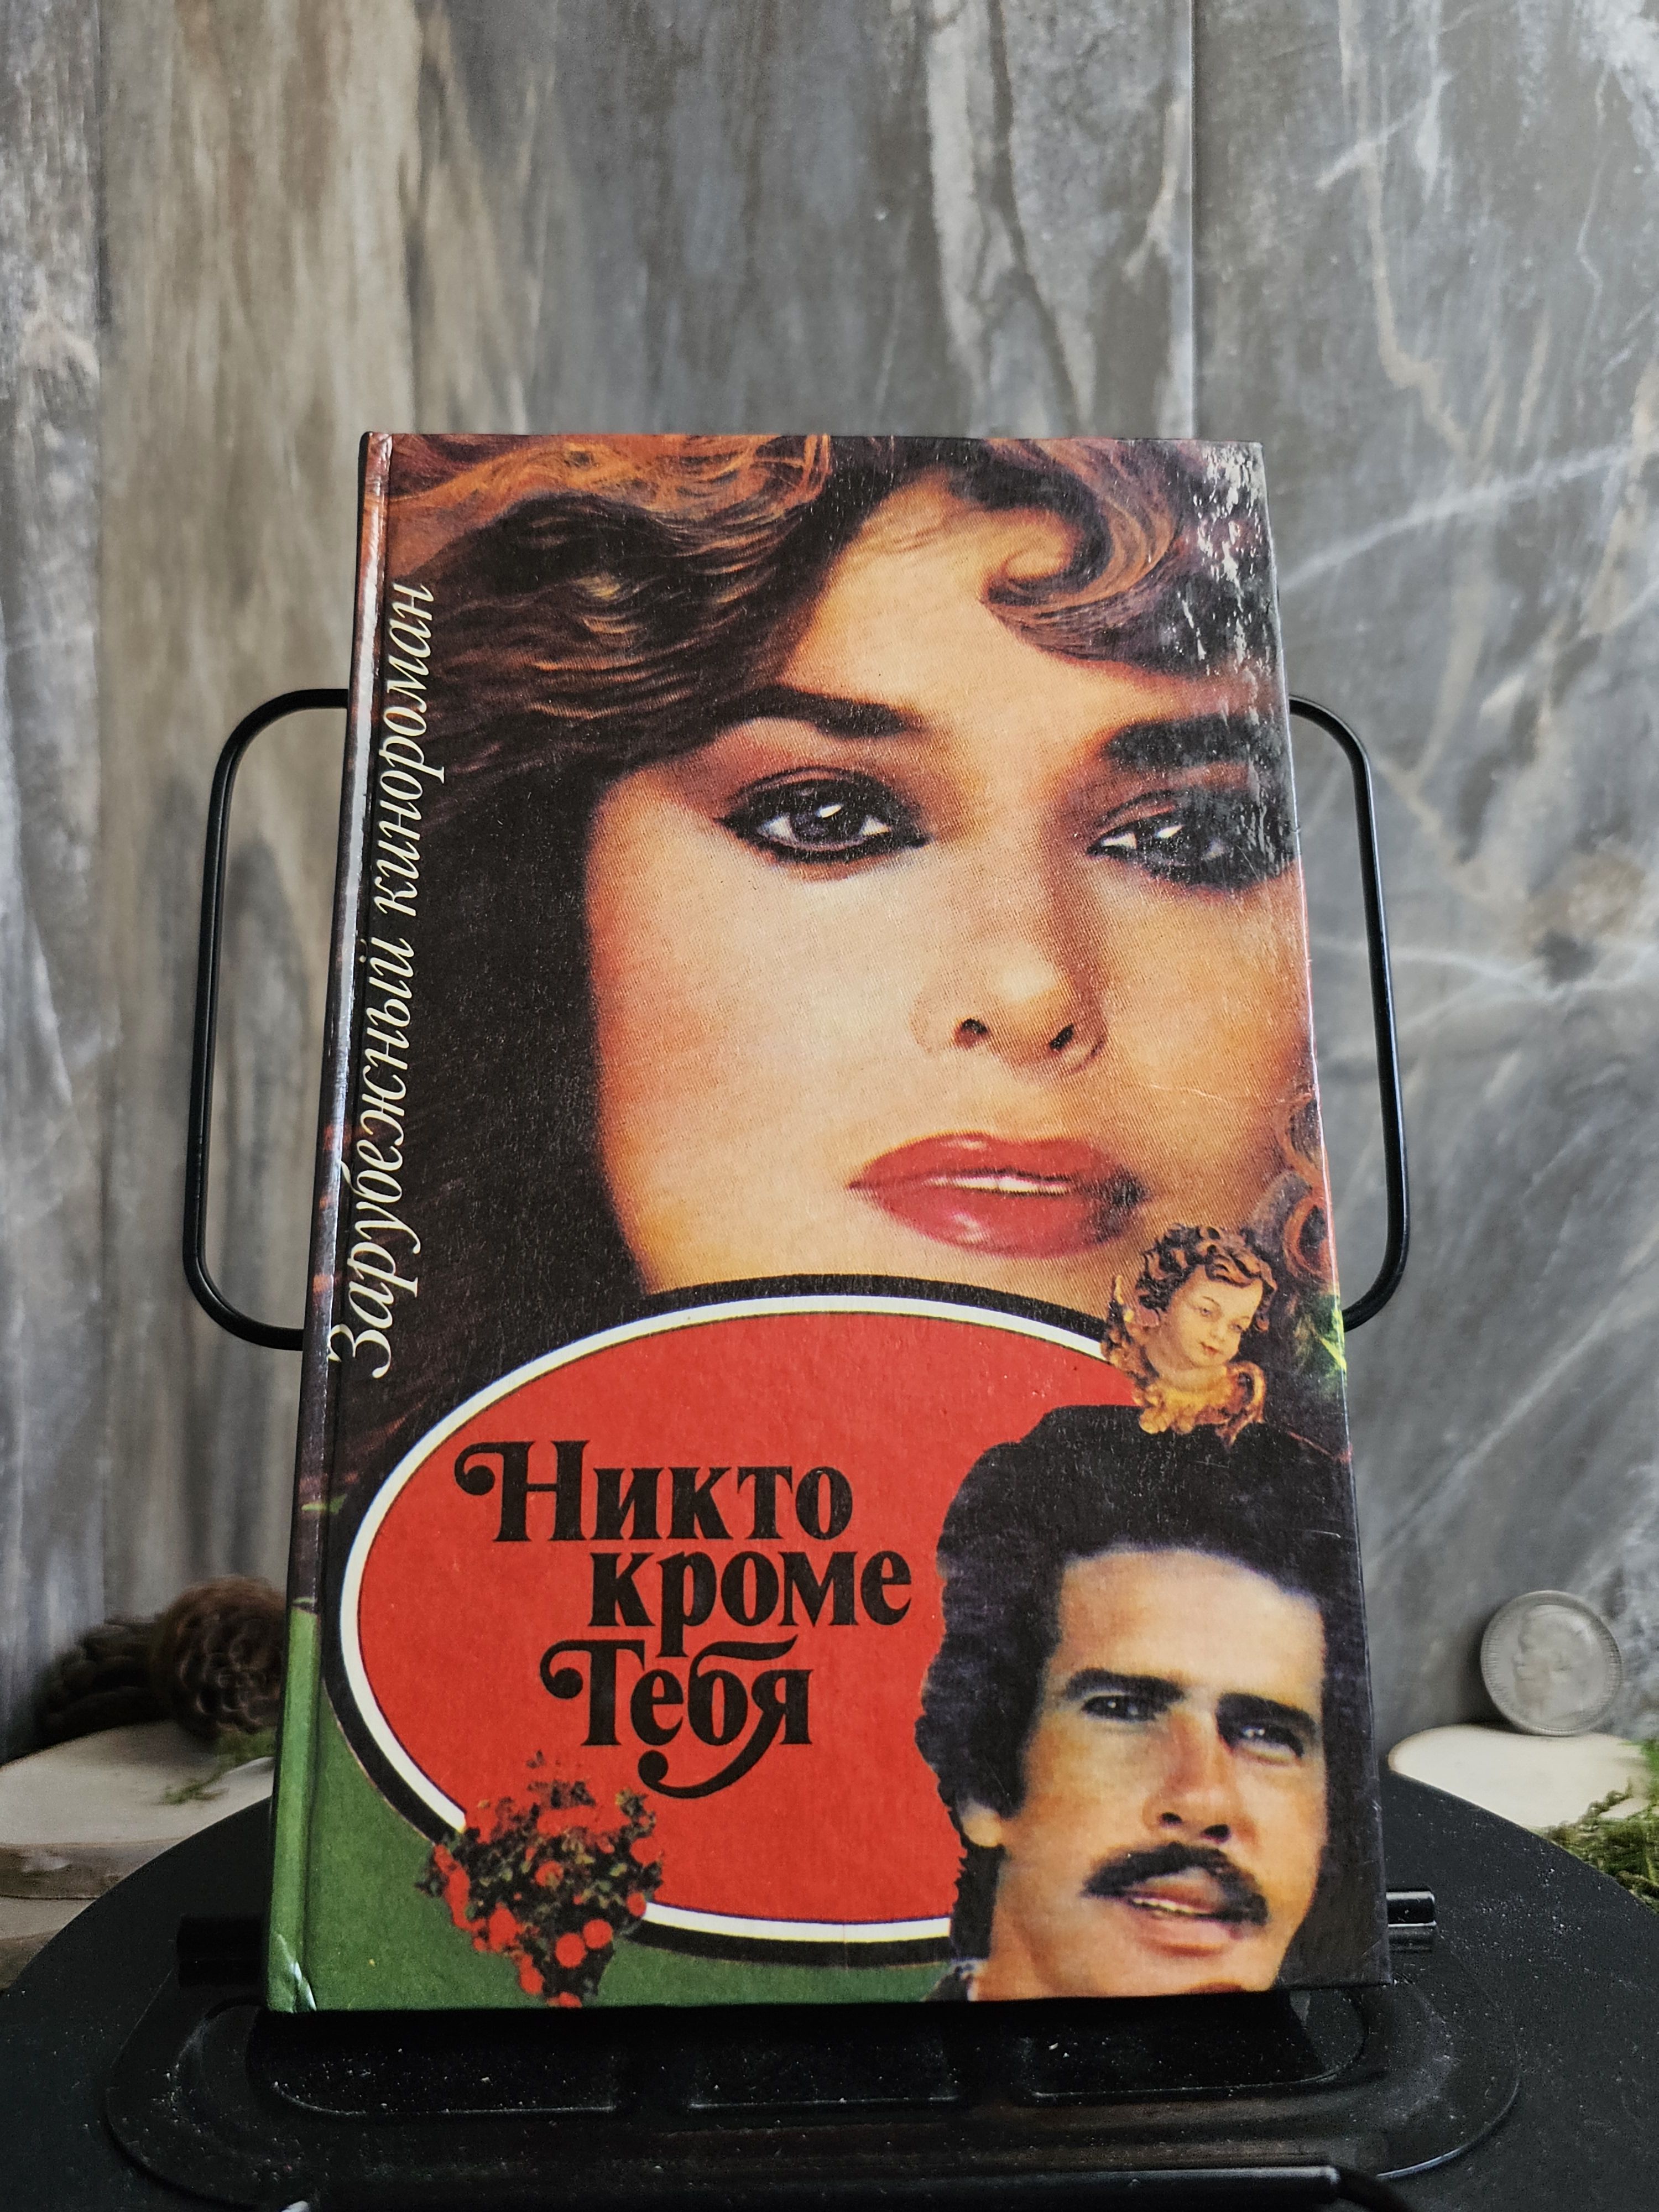 Зарубежный кинороман
Никто
кроме
Тебя